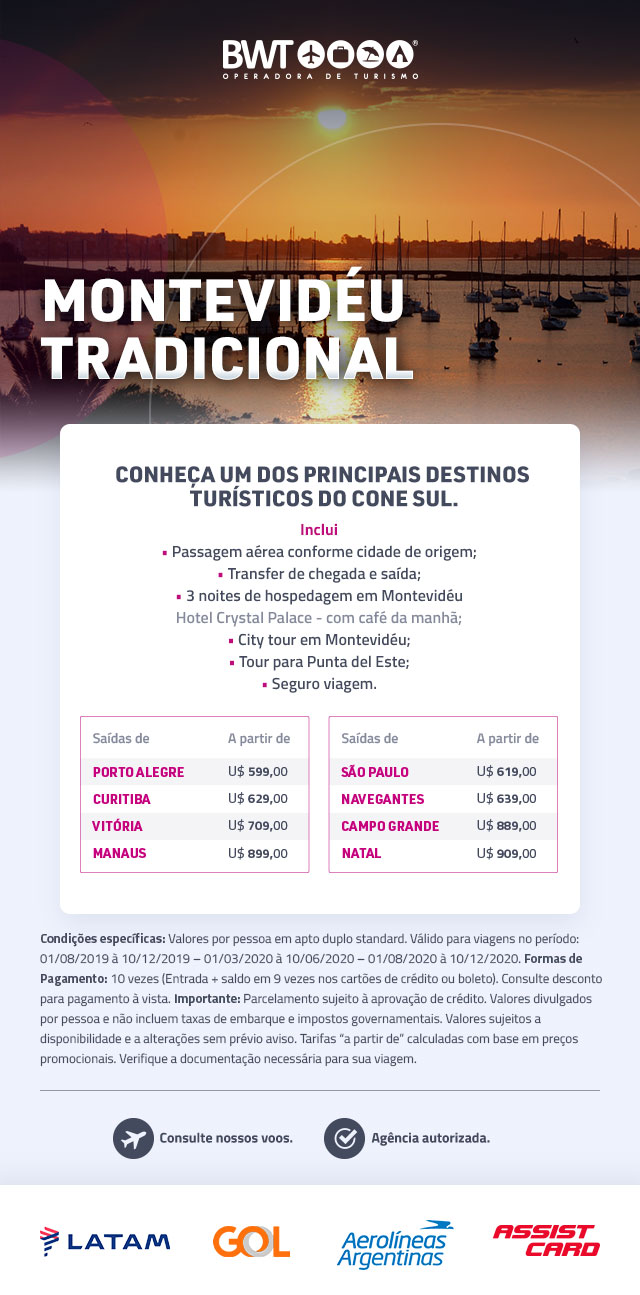 BWT
OPERADORA DE TURISMO
MONTEVIDÉU
TRADICIONAL
CONHEÇA UM DOS PRINCIPAIS DESTINOS
TURÍSTICOS DO CONE SUL.
Inclui
▪ Passagem aérea conforme cidade de origem;
▪ Transfer de chegada e saída;
▪ 3 noites de hospedagem em Montevidéu
Hotel Crystal Palace - com café da manhã;
▪ City tour em Montevidéu;
▪ Tour para Punta del Este;
▪ Seguro viagem.
Saídas de A partir de
PORTO ALEGRE U$ 599,00
CURITIBA U$ 629,00
VITÓRIA U$ 709,00
MANAUS U$ 899,00
Saídas de A partir de
SÃO PAULO U$ 619,00
NAVEGANTES U$ 639,00
CAMPO GRANDE U$ 889,00
NATAL U$ 909,00
Condições específicas: Valores por pessoa em apto duplo standard. Válido para viagens no período:
01/08/2019 à 10/12/2019 – 01/03/2020 à 10/06/2020 – 01/08/2020 à 10/12/2020. Formas de
Pagamento: 10 vezes (Entrada + saldo em 9 vezes nos cartões de crédito ou boleto). Consulte desconto
para pagamento à vista. Importante: Parcelamento sujeito à aprovação de crédito. Valores divulgados
por pessoa e não incluem taxas de embarque e impostos governamentais. Valores sujeitos a
disponibilidade e a alterações sem prévio aviso. Tarifas “a partir de” calculadas com base em preços
promocionais. Verifique a documentação necessária para sua viagem.
Consulte nossos voos. Agência autorizada.
LATAM
GOL
Aerolíneas
Argentinas
ASSIST
CARD